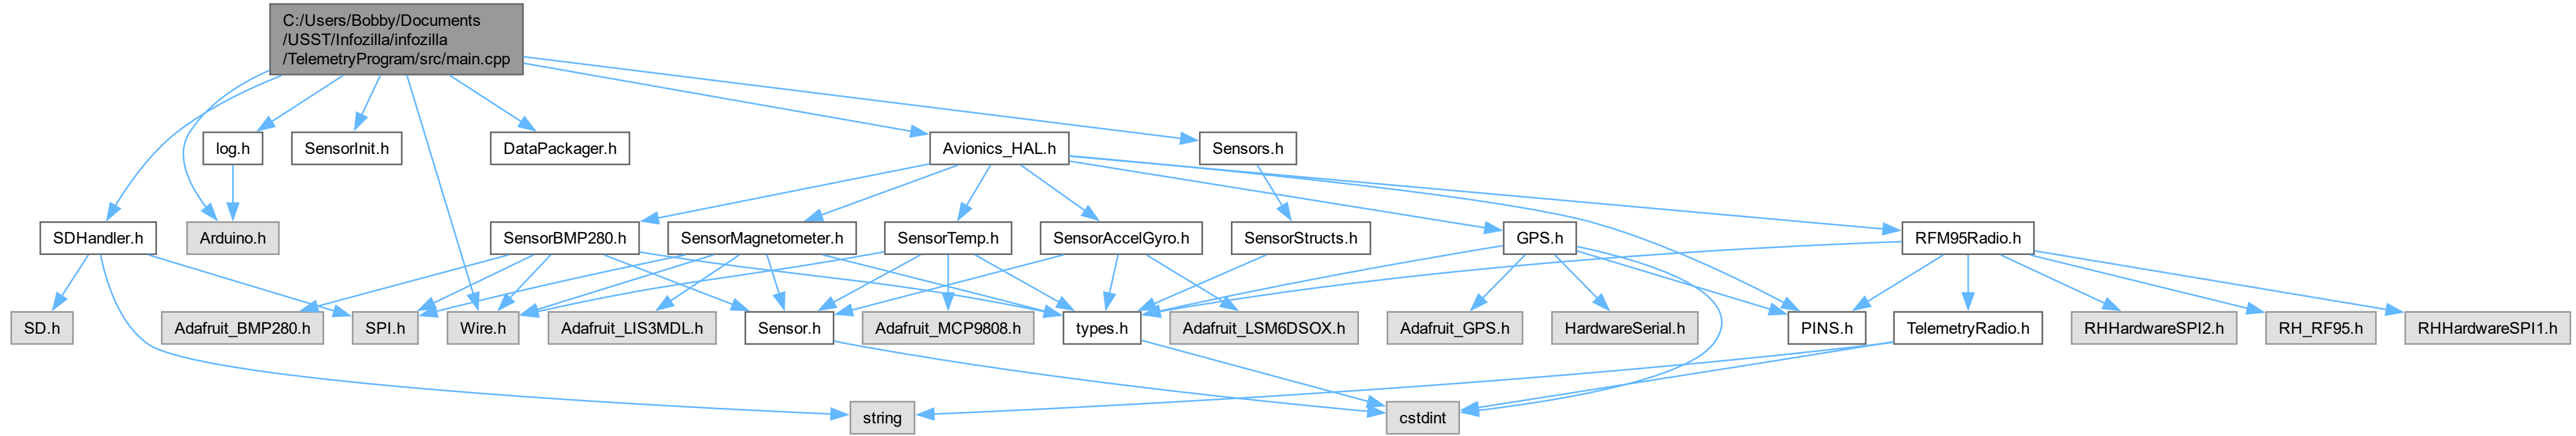 C:/Users/Bobby/Documents
/USST/Infozilla/infozilla
/TelemetryProgram/src/main.cpp
log.h
SensorInit.h
DataPackager.h
Avionics_HAL.h
Sensors.h
SDHandler.h
Arduino.h
SensorBMP280.h
SensorMagnetometer.h
SensorTemp.h
SensorAccelGyro.h
SensorStructs.h
GPS.h
RFM95Radio.h
SD.h
Adafruit_BMP280.h
SPI.h
Wire.h
Adafruit_LIS3MDL.h
Sensor.h
Adafruit_MCP9808.h
types.h
Adafruit_LSM6DSOX.h
Adafruit_GPS.h
HardwareSerial.h
PINS.h
TelemetryRadio.h
RHHardwareSPI2.h
RH_RF95.h
RHHardwareSPI1.h
string
cstdint